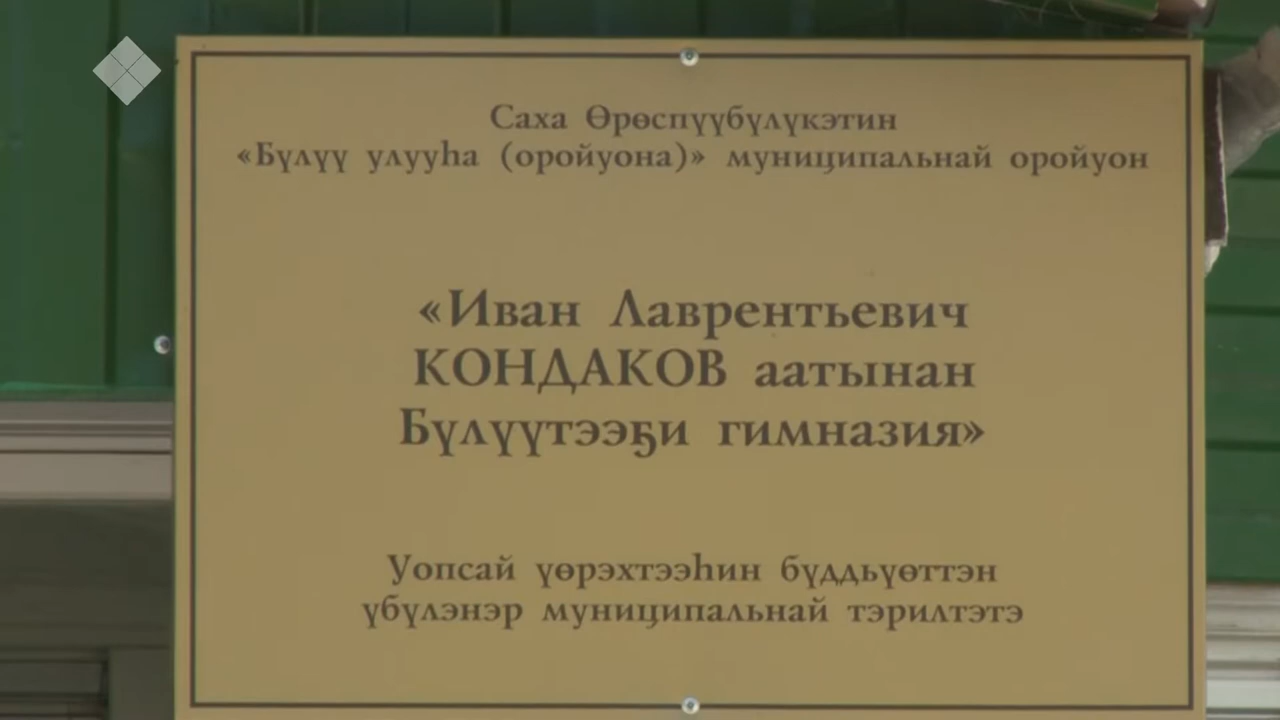 Саха Өрөспүүбүлүкэтин
«Бүлүү улууһа (оройуона)» муниципальнай оройуон
«Иван Лаврентьевич
КОНДАКОВ аатынан
Бүлүүтээҕи гимназия»
Уопсай үөрэхтээһин бүддьүөттэн
үбүлэнэр муниципальнай тэрилтэтэ